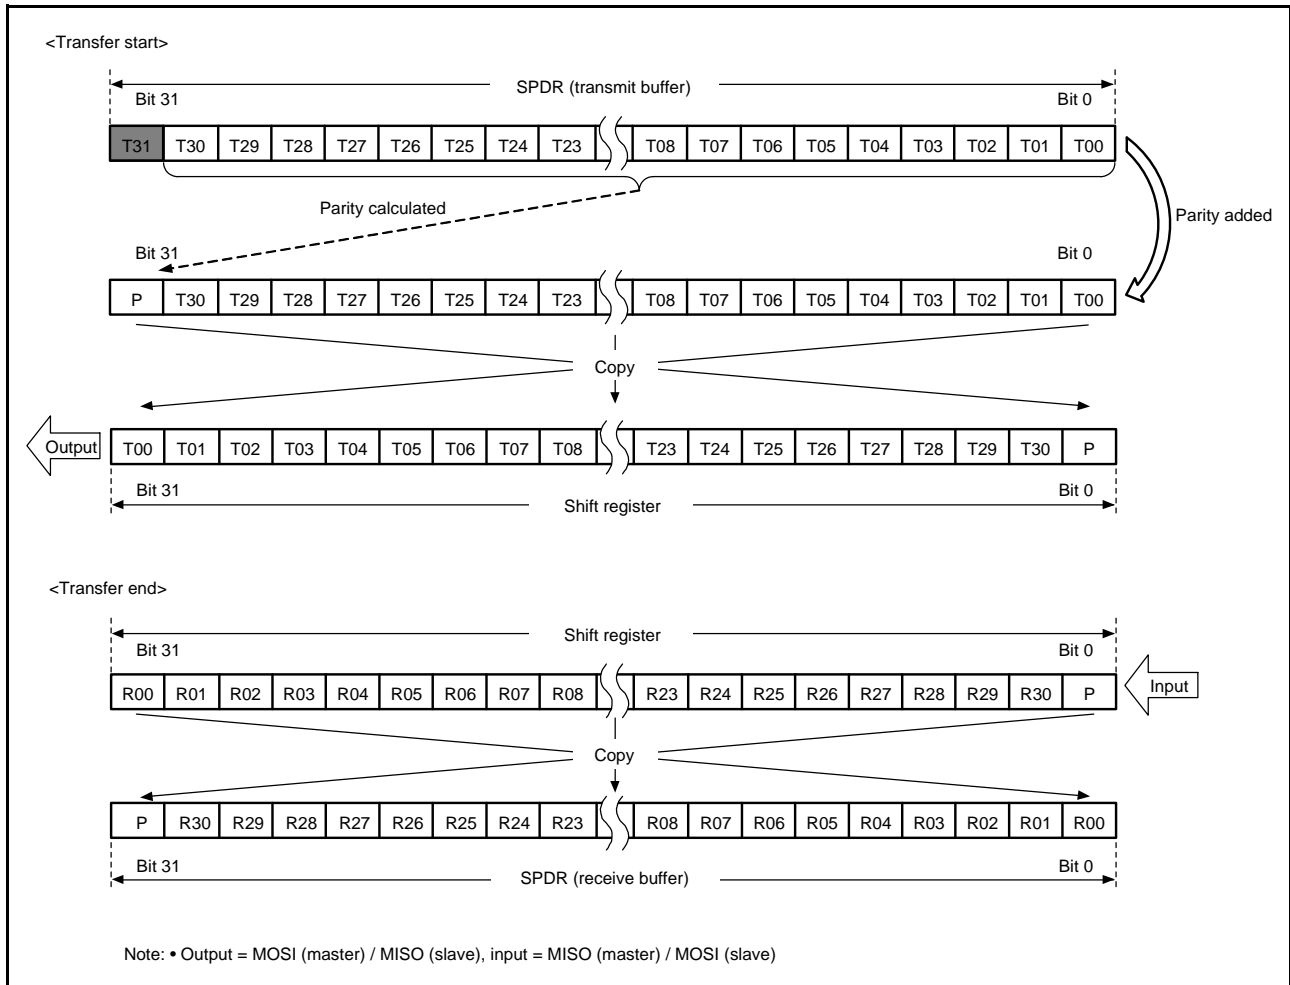 <Transfer start>
SPDR (transmit buffer)
Bit 31 Bit 0
T31 T30 T29 T28 T27 T26 T25 T24 T23 T08 T07 T06 T05 T04 T03 T02 T01 T00
Parity calculated
Parity added
Bit 31 Bit 0
P T30 T29 T28 T27 T26 T25 T24 T23 T08 T07 T06 T05 T04 T03 T02 T01 T00
Copy
Output
T00 T01 T02 T03 T04 T05 T06 T07 T08 T23 T24 T25 T26 T27 T28 T29 T30 P
Bit 31 Bit 0
Shift register
<Transfer end>
Shift register
Bit 31 Bit 0
R00 R01 R02 R03 R04 R05 R06 R07 R08 R23 R24 R25 R26 R27 R28 R29 R30 P
Input
Copy
P R30 R29 R28 R27 R26 R25 R24 R23 R08 R07 R06 R05 R04 R03 R02 R01 R00
Bit 31 Bit 0
SPDR (receive buffer)
Note: • Output = MOSI (master) / MISO (slave), input = MISO (master) / MOSI (slave)